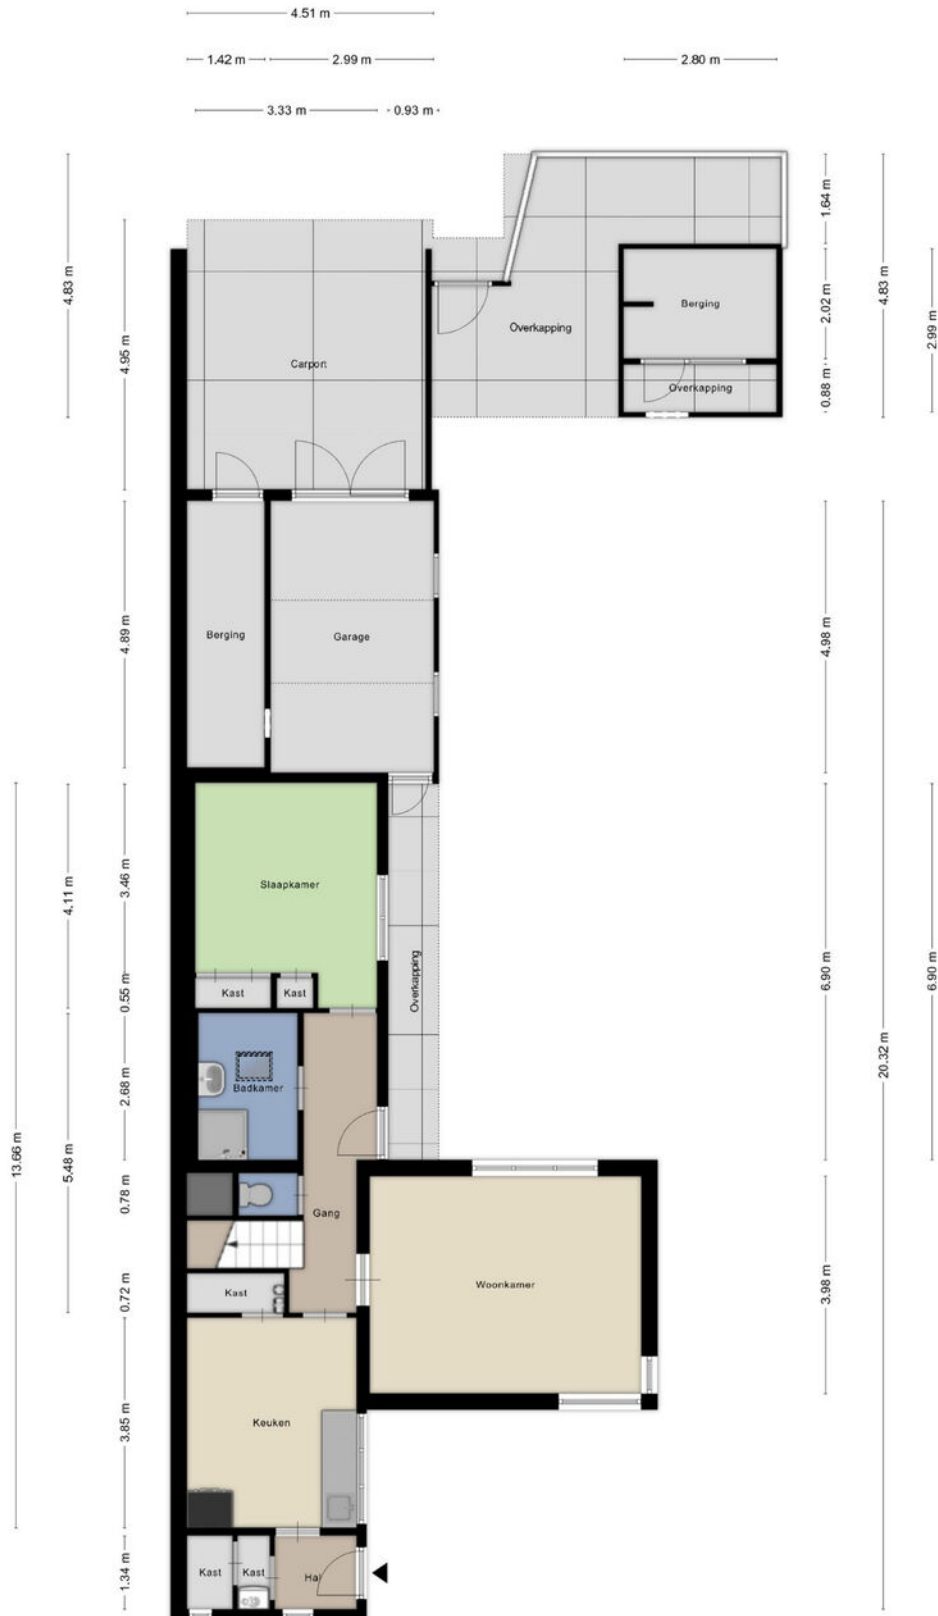 4.51 m
1.42 m
2.99 m
2.80 m
3.33 m
0.93 m
4.83 m
4.95 m
1.64 m
4.83 m
2.02 m
2.99 m
0.88 m
Berging
Overkapping
Carport
Overkapping
4.89 m
Berging
Garage
4.98 m
13.66 m
4.11 m
3.46 m
0.55 m
Slaapkamer
Kast
Kast
Overkapping
6.90 m
20.32 m
6.90 m
2.68 m
Badkamer
5.48 m
0.78 m
Gang
0.72 m
Kast
Woonkamer
3.98 m
3.85 m
Keuken
1.34 m
Kast
Kast
Hal